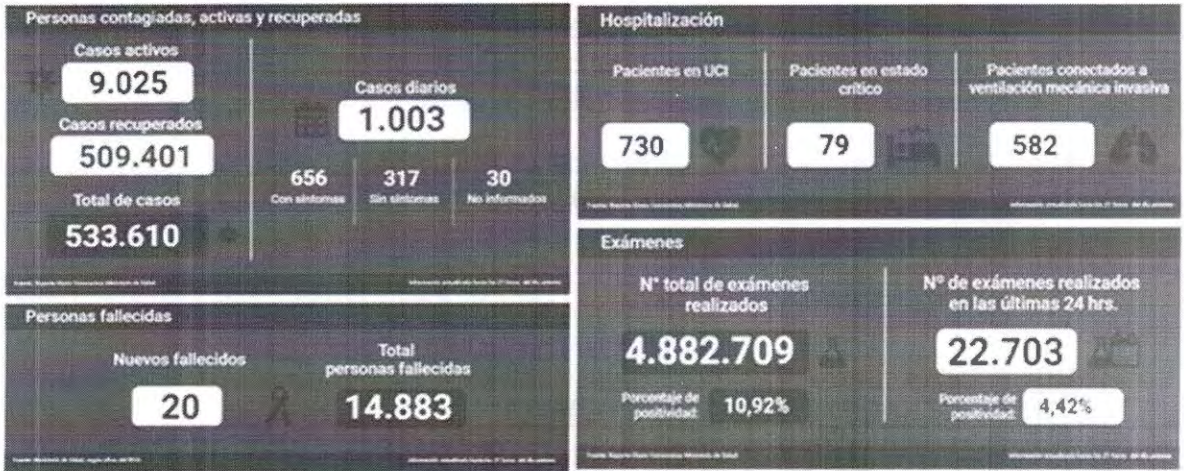 Personas contagiadas, activas y recuperadas
Casos activos
9.025
Casos recuperados
509.401
Total de casos
533.610
Casos diarios
1.003
656
Con síntomas
317
Sin síntomas
30
No informados
Personas fallecidas
Nuevos fallecidos
20
Total
personas fallecidas
14.883
Hospitalización
Pacientes en UCI
730
Pacientes en estado
crítico
79
Pacientes conectados a
ventilación mecánica invasiva
582
Exámenes
N° total de exámenes
realizados
4.882.709
Porcentaje de
positividad:
10,92%
Nº de exámenes realizados
en las últimas 24 hrs.
22.703
Porcentaje de
positividad:
4,42%